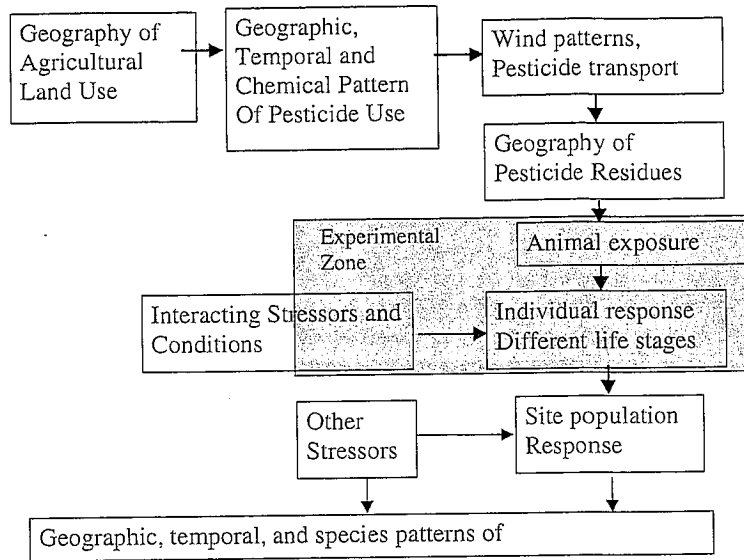 Geography of
Agricultural
Land Use
Geographic,
Temporal and
Chemical Pattern
Of Pesticide Use
Wind patterns,
Pesticide transport
Geography of
Pesticide Residues
Experimental
Zone
Animal exposure
Interacting Stressors and
Conditions
Individual response
Different life stages
Other
Stressors
Site population
Response
Geographic, temporal, and species patterns of